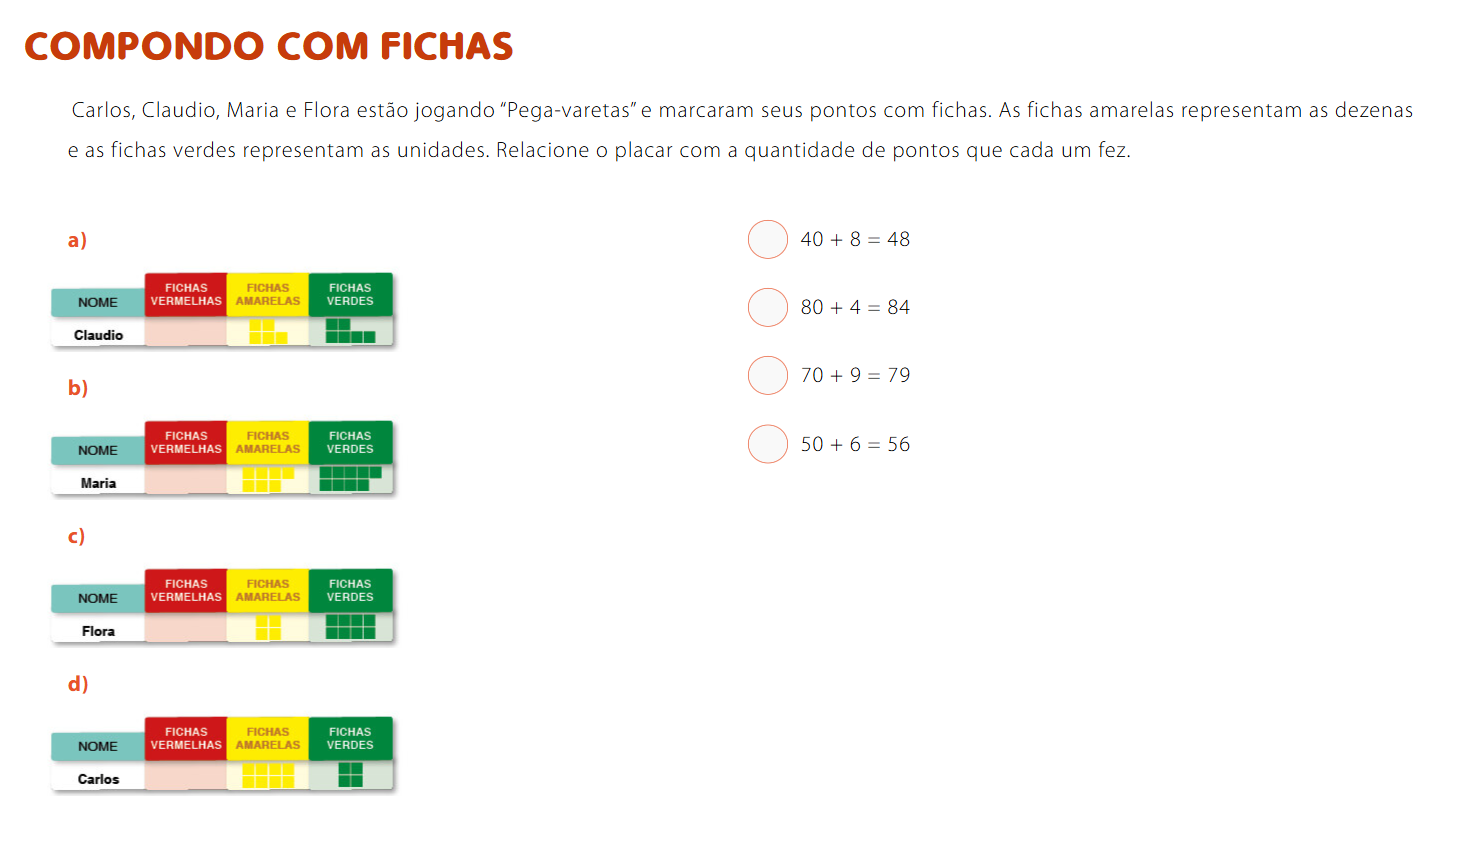 COMPONDO COM FICHAS
Carlos, Claudio, Maria e Flora estão jogando “Pega-varetas” e marcaram seus pontos com fichas. As fichas amarelas representam as dezenas
e as fichas verdes representam as unidades. Relacione o placar com a quantidade de pontos que cada um fez.
a)
NOME
FICHAS VERMELHAS
FICHAS AMARELAS
FICHAS VERDES
Claudio
b)
NOME
FICHAS VERMELHAS
FICHAS AMARELAS
FICHAS VERDES
Maria
c)
NOME
FICHAS VERMELHAS
FICHAS AMARELAS
FICHAS VERDES
Flora
d)
NOME
FICHAS VERMELHAS
FICHAS AMARELAS
FICHAS VERDES
Carlos
40 + 8 = 48
80 + 4 = 84
70 + 9 = 79
50 + 6 = 56